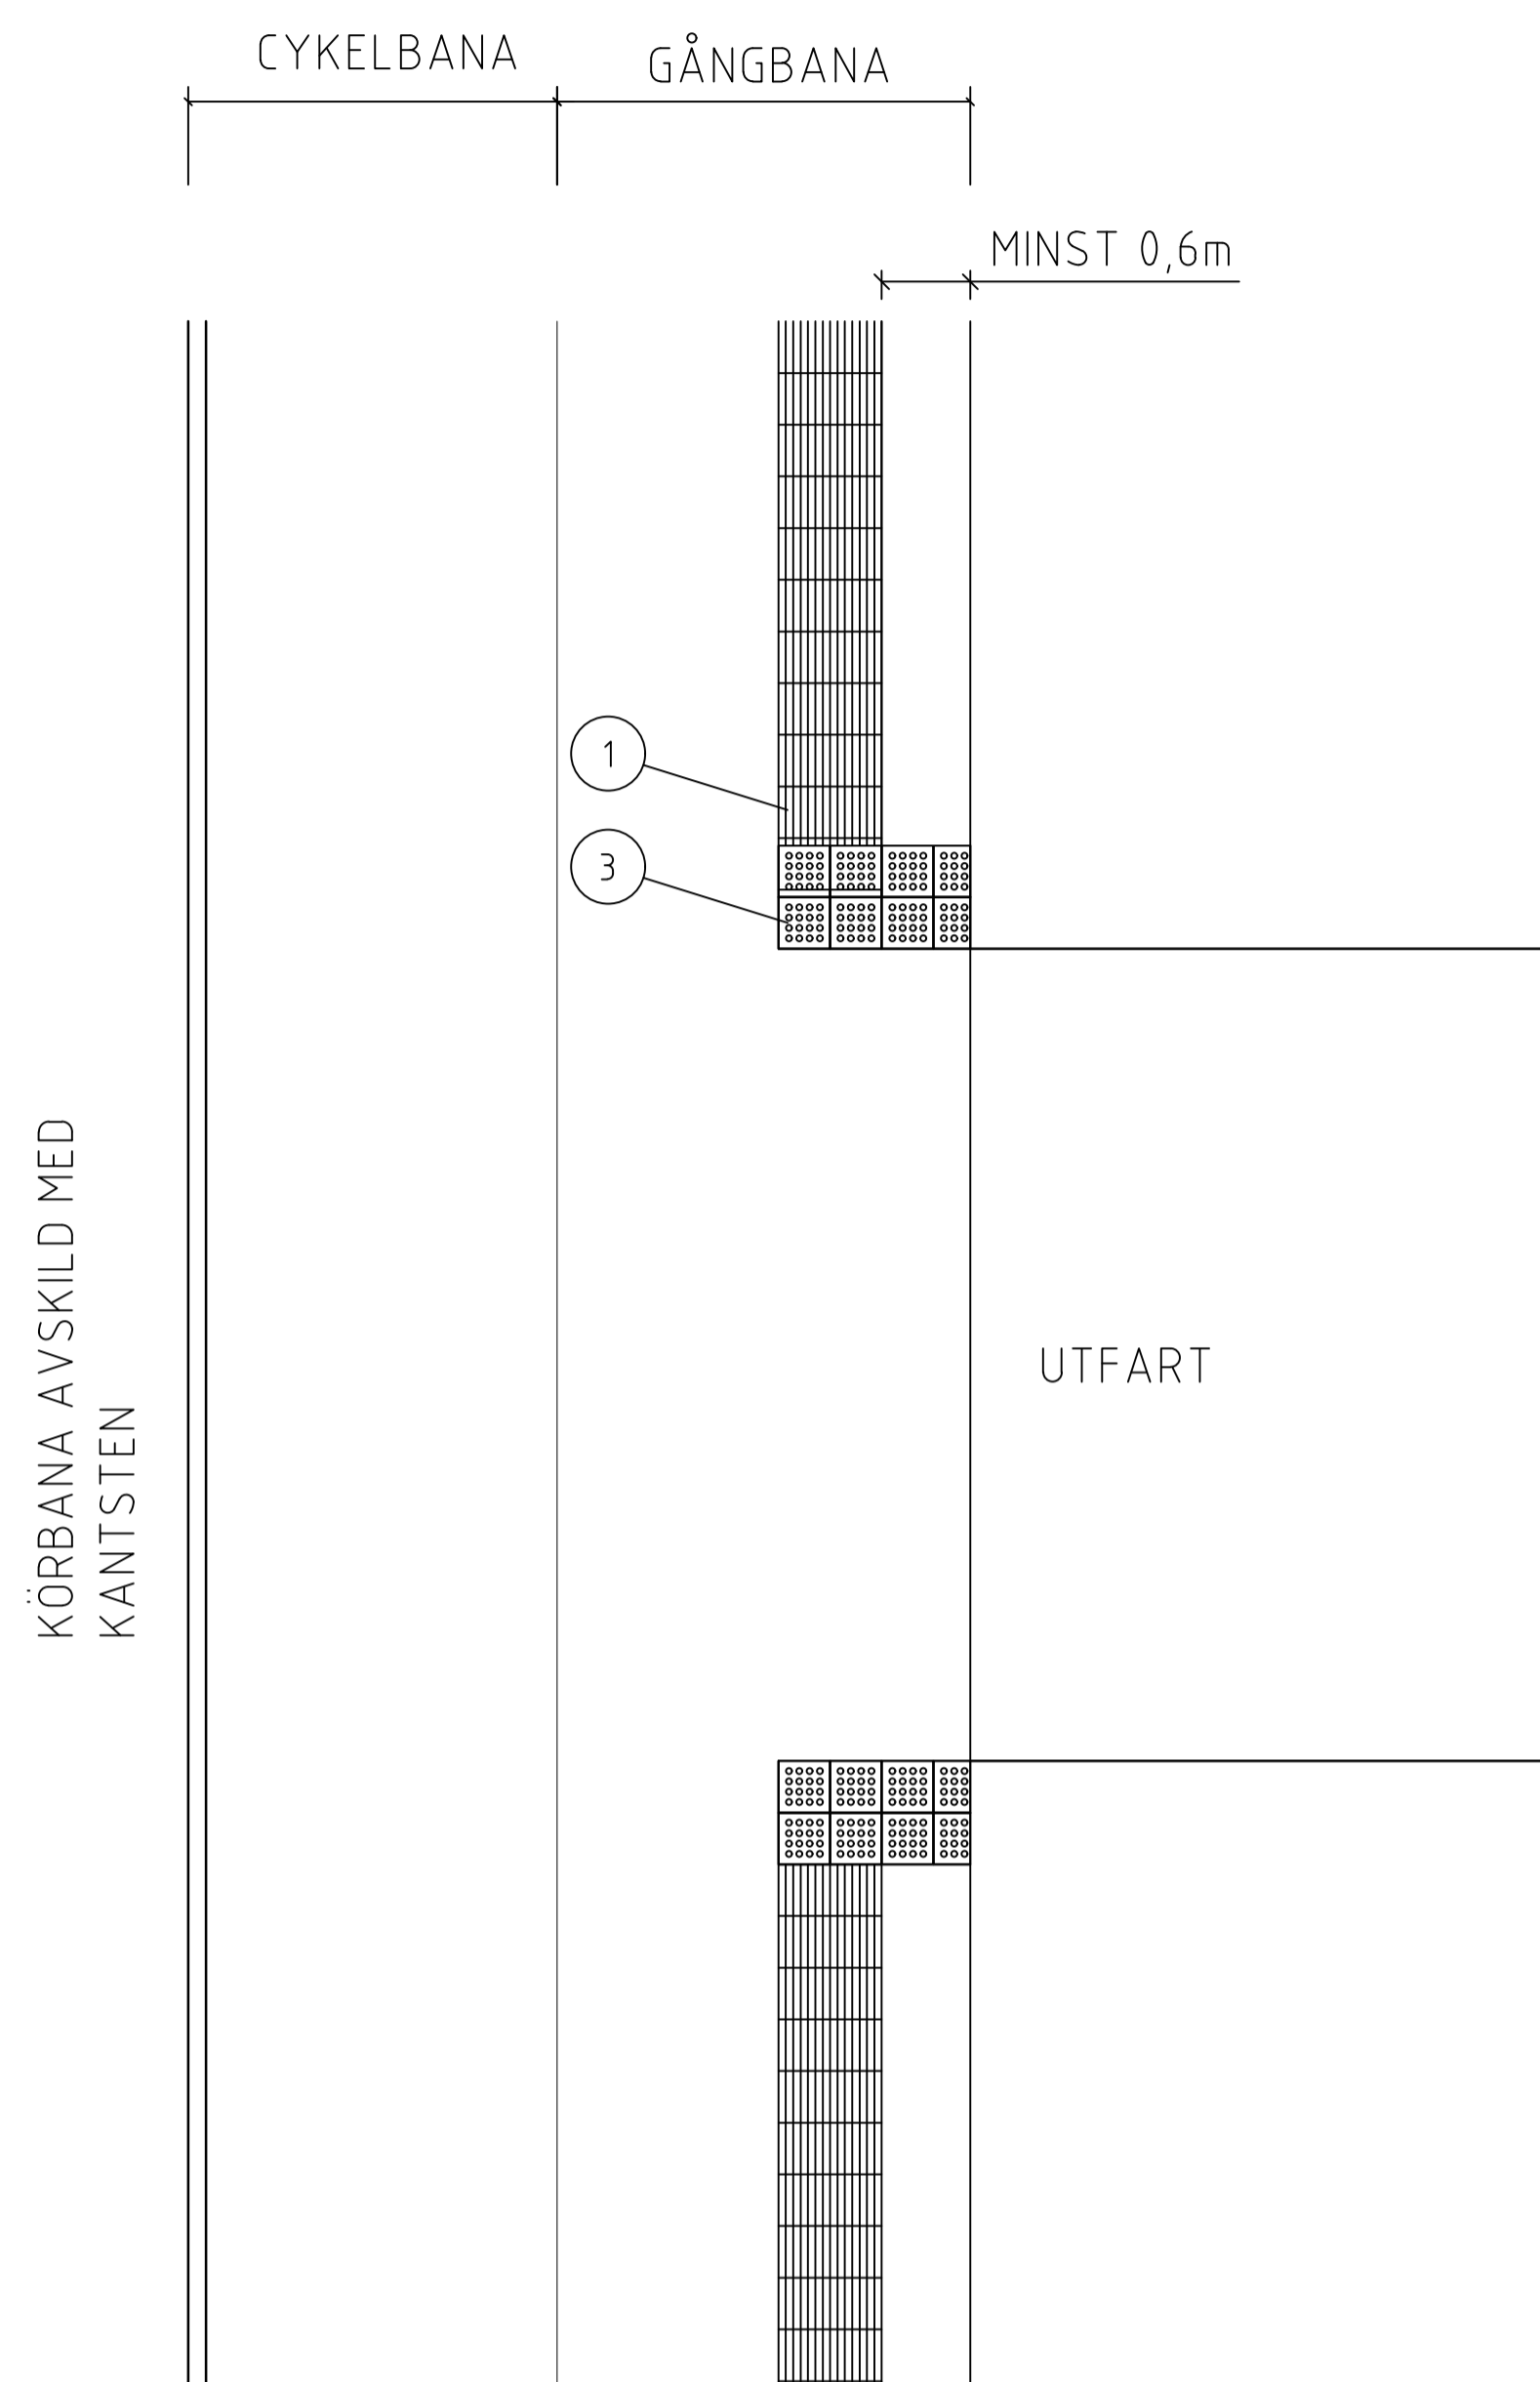 CYKELBANA
GÅNGBANA
MINST 0,6m
1
3
KÖRBANA AVSKILD MED
KANTSTEN
UTFART